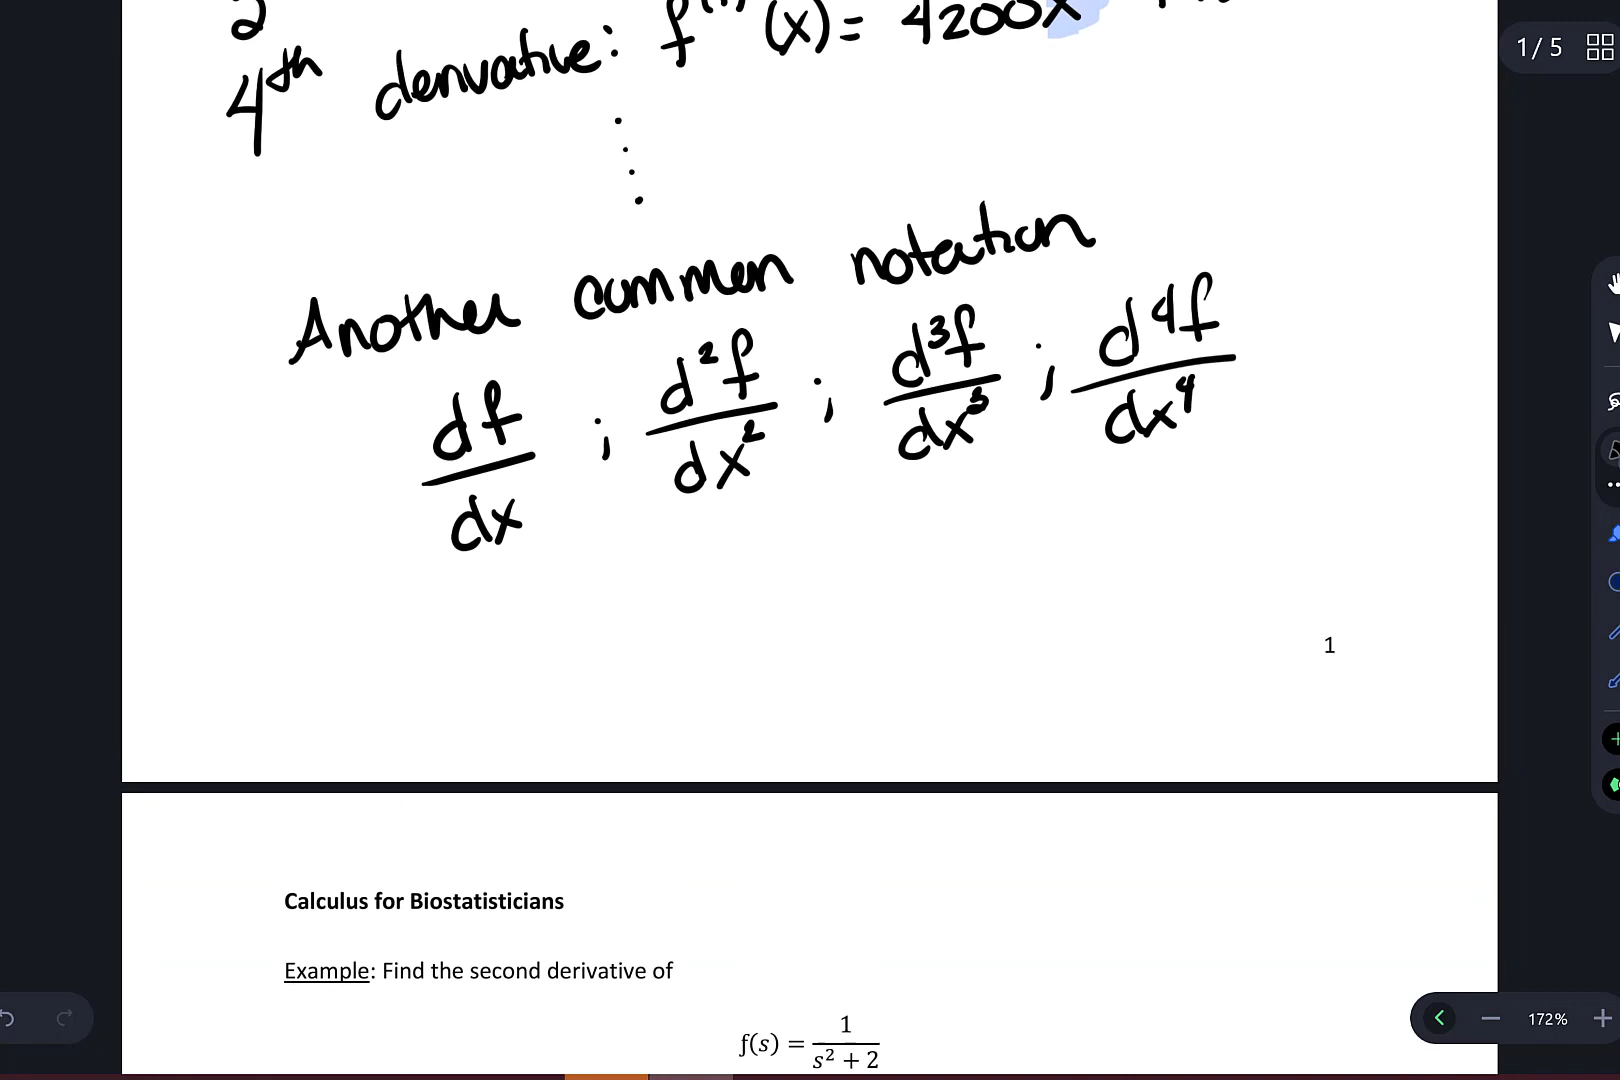 1 / 5
4th derivative: f (x) = 4200x
Another common notation
df/dx ; d²f/dx² ; d³f/dx³ ; d⁴f/dx⁴
1
Calculus for Biostatisticians
Example: Find the second derivative of
f(s) = 1/(s² + 2)
172%